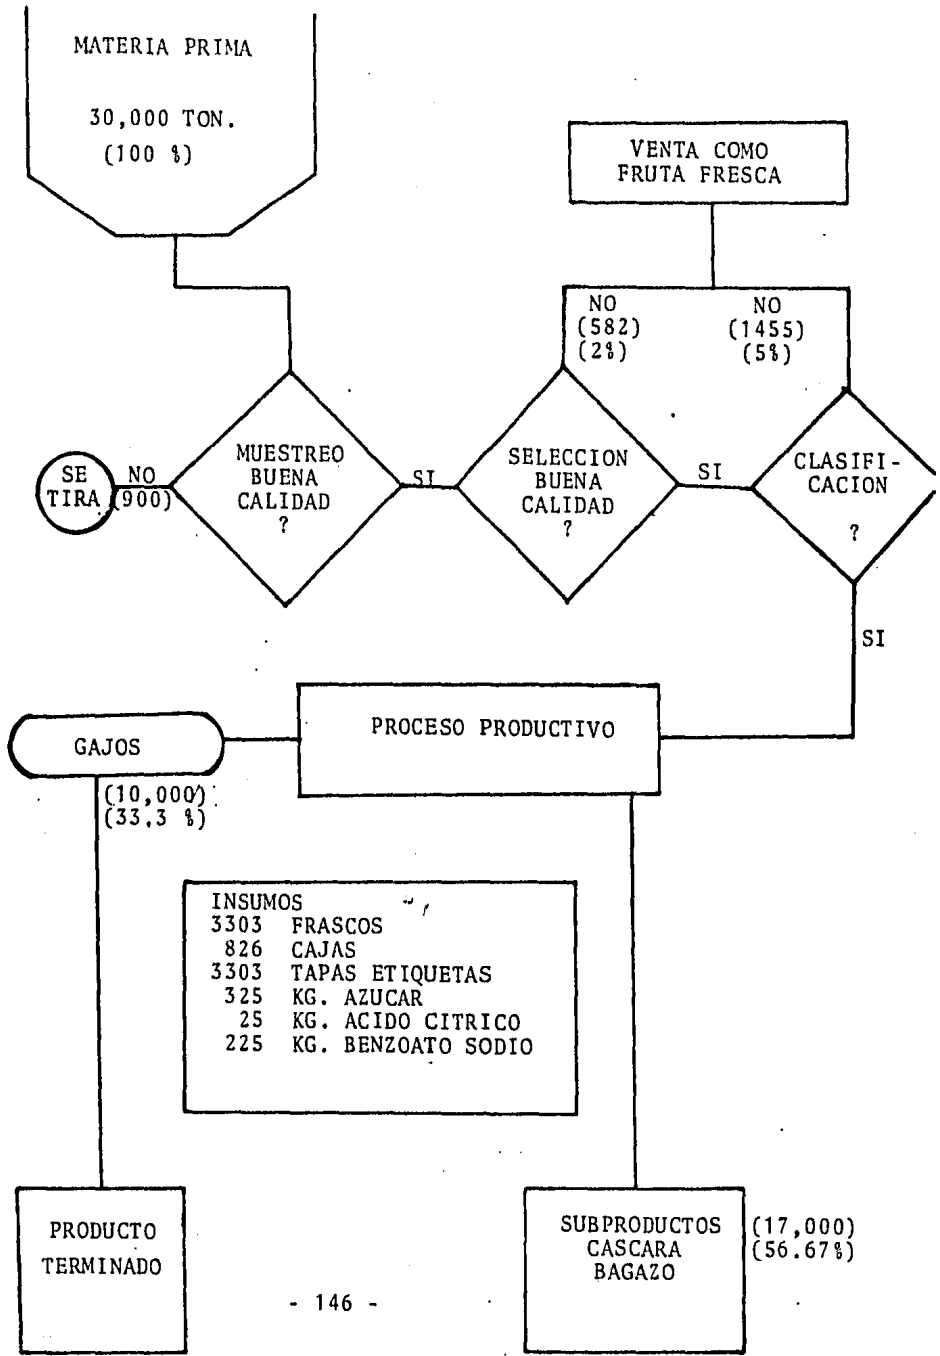 MATERIA PRIMA
30,000 TON.
(100 %)
VENTA COMO
FRUTA FRESCA
NO
(582)
(2%)
NO
(1455)
(5%)
SE
TIRA
NO
(900)
MUESTREO
BUENA
CALIDAD
?
SI
SELECCION
BUENA
CALIDAD
?
SI
CLASIFI-
CACION
?
SI
PROCESO PRODUCTIVO
GAJOS
(10,000)
(33.3 %)
INSUMOS
3303 FRASCOS
826 CAJAS
3303 TAPAS ETIQUETAS
325 KG. AZUCAR
25 KG. ACIDO CITRICO
225 KG. BENZOATO SODIO
PRODUCTO
TERMINADO
SUBPRODUCTOS
CASCARA
BAGAZO
(17,000)
(56.67%)
- 146 -